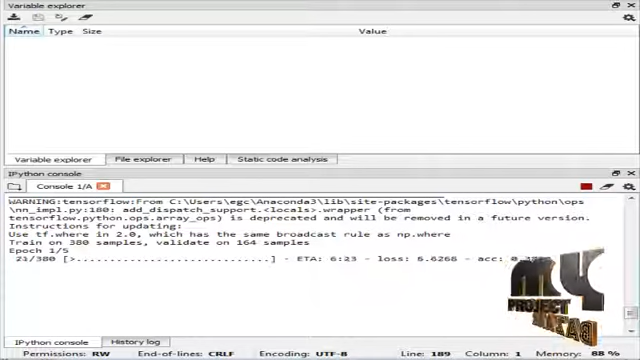 Variable explorer
Name Type Size Value
Variable explorer File explorer Help Static code analysis
IPython console
Console 1/A
WARNING:tensorflow:From C:\Users\egc\Anaconda3\lib\site-packages\tensorflow\python\ops
\nn_impl.py:180: add_dispatch_support.<locals>.wrapper (from
tensorflow.python.ops.array_ops) is deprecated and will be removed in a future version.
Instructions for updating:
Use tf.where in 2.0, which has the same broadcast rule as np.where
Train on 380 samples, validate on 164 samples
Epoch 1/5
[>.............................] - ETA: 6:23 - loss: 5.6268 - acc:
MY
PROJECT
BAZAAR
IPython console History log
Permissions: RW End-of-lines: CRLF Encoding: UTF-8 Line: 189 Column: 1 Memory: 88 %